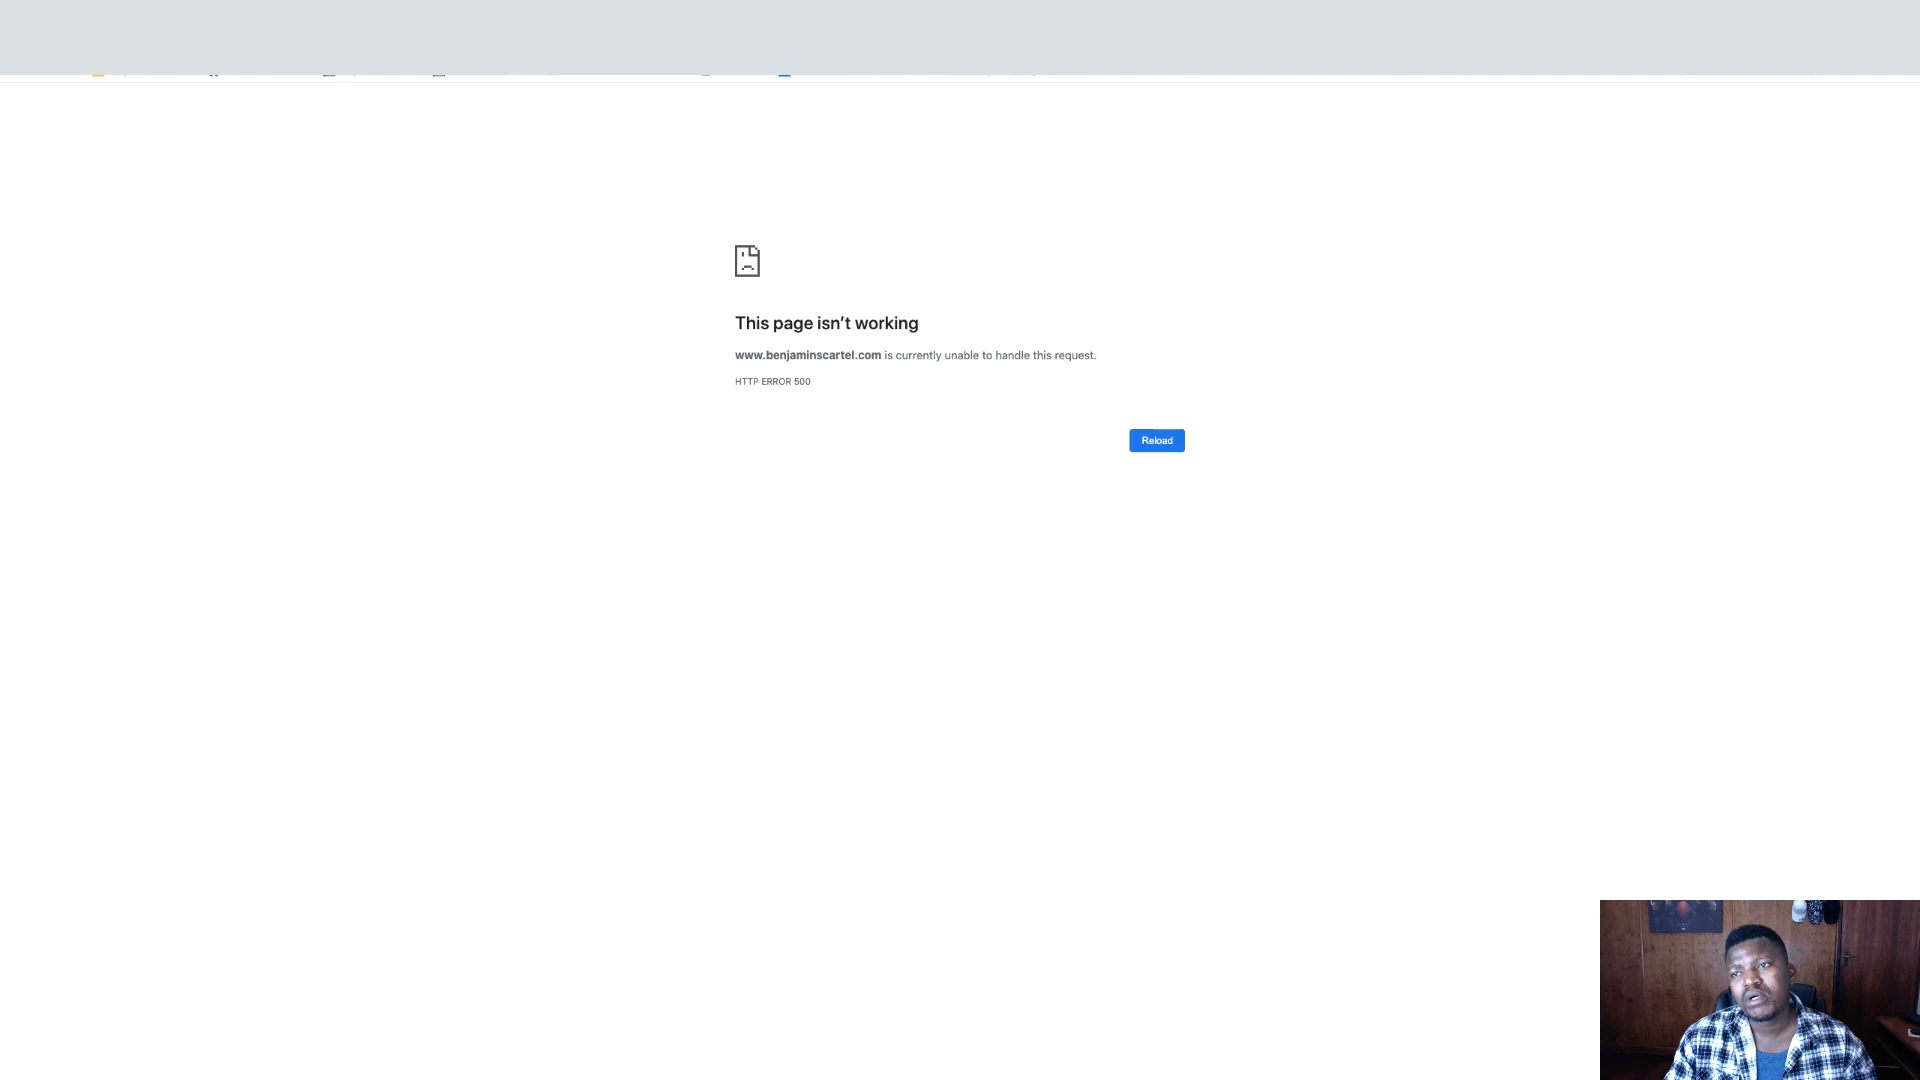 This page isn’t working
www.benjaminscartel.com is currently unable to handle this request.
HTTP ERROR 500
Reload